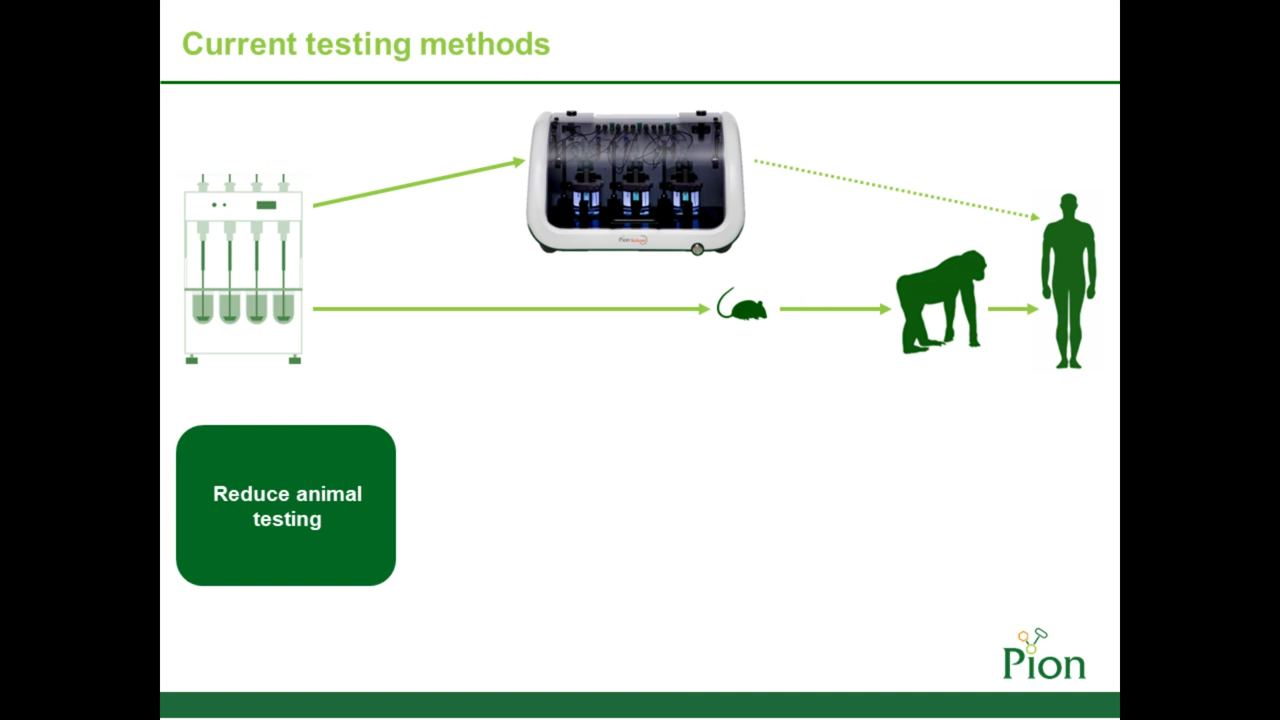 Current testing methods
Reduce animal
testing
Pion